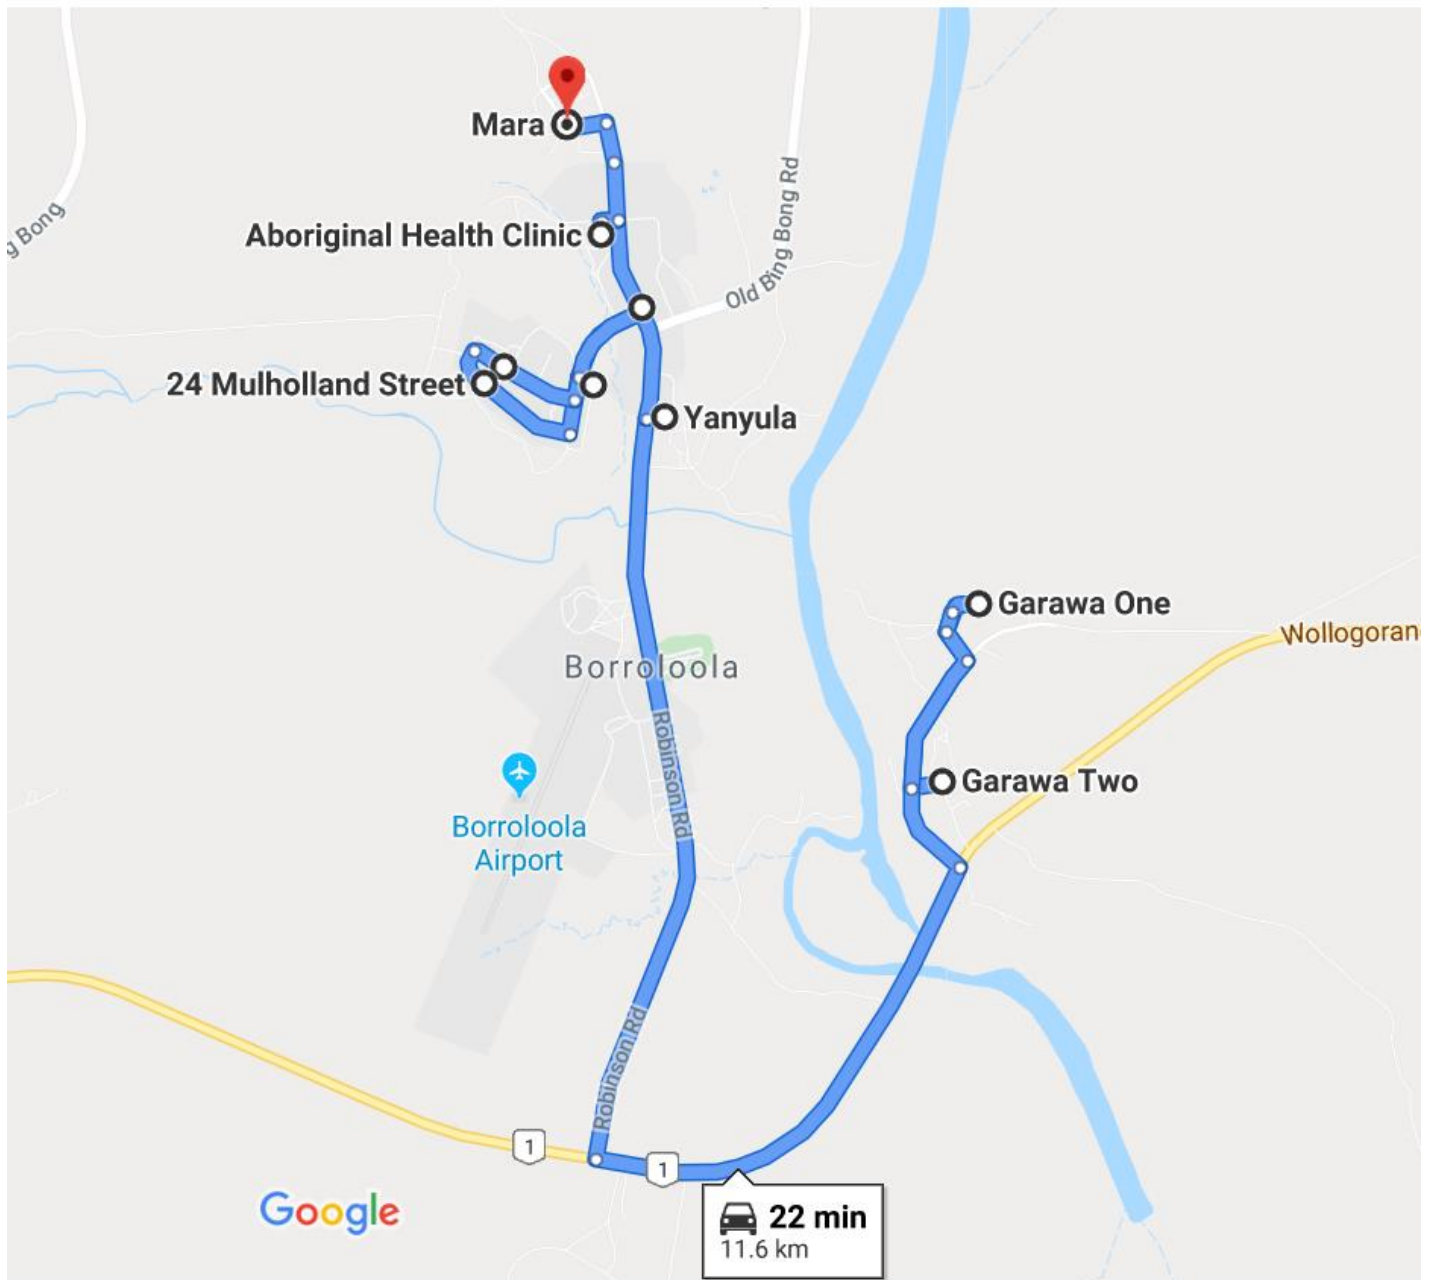 Mara
g Bong
Aboriginal Health Clinic
Old Bing Bong Rd
24 Mulholland Street
Yanyula
Garawa One
Wollogoran
Borroloola
Robinson Rd
Garawa Two
Borroloola
Airport
Robinson Rd
1
1
Google
22 min
11.6 km